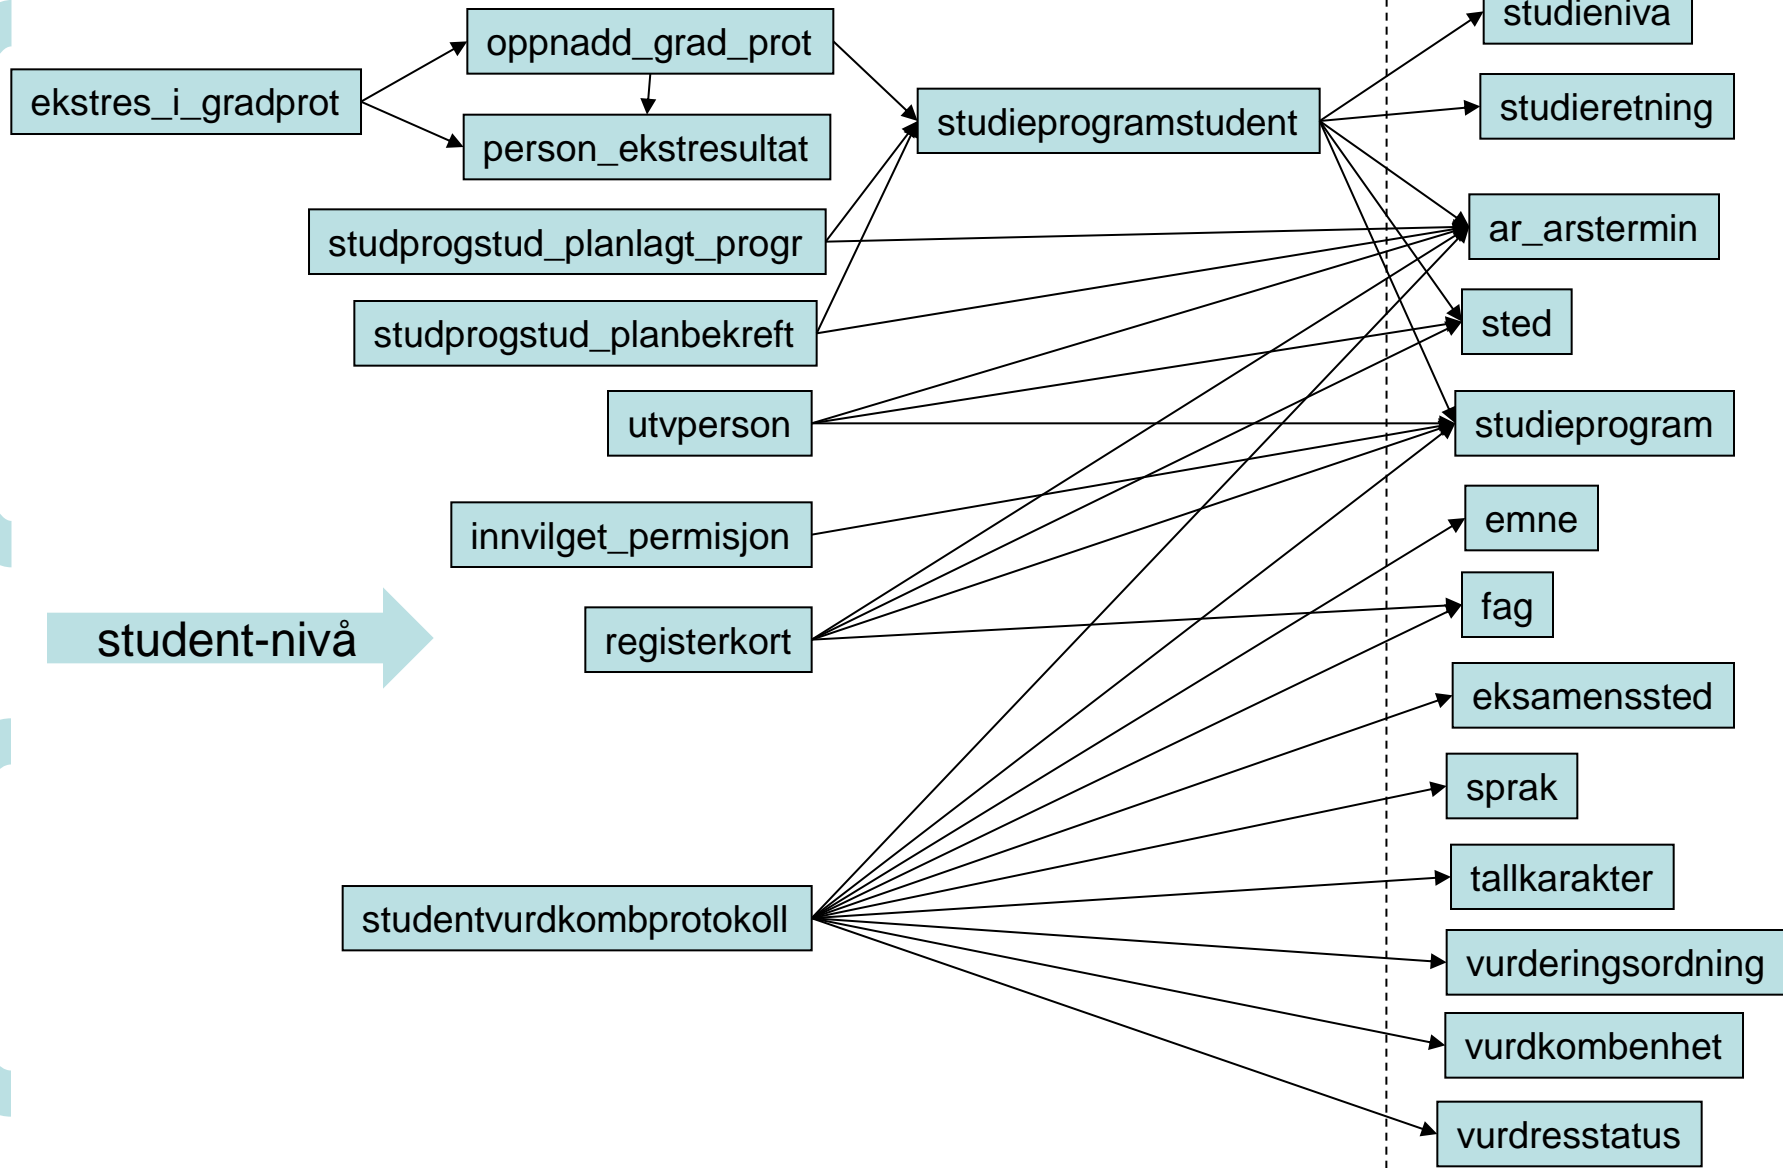 studieniva
oppnadd_grad_prot
ekstres_i_gradprot
studieretning
studieprogramstudent
person_ekstresultat
ar_arstermin
studprogstud_planlagt_progr
sted
studprogstud_planbekreft
utvperson
studieprogram
emne
innvilget_permisjon
fag
student-nivå
registerkort
eksamenssted
sprak
tallkarakter
studentvurdkombprotokoll
vurderingsordning
vurdkombenhet
vurdresstatus